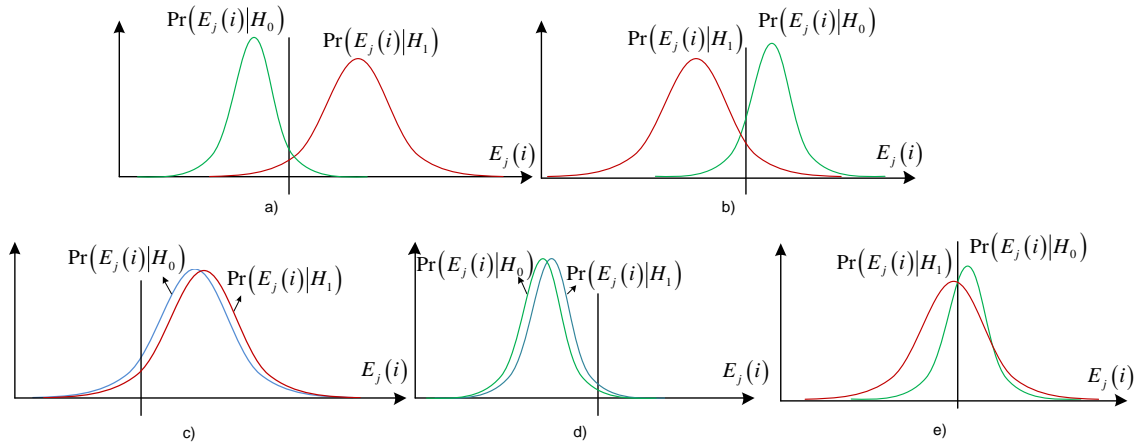 Pr(E_j(i)|H_0)
Pr(E_j(i)|H_1)
E_j(i)
a)
Pr(E_j(i)|H_1)
Pr(E_j(i)|H_0)
E_j(i)
b)
Pr(E_j(i)|H_0)
Pr(E_j(i)|H_1)
E_j(i)
c)
Pr(E_j(i)|H_0)
Pr(E_j(i)|H_1)
E_j(i)
d)
Pr(E_j(i)|H_1)
Pr(E_j(i)|H_0)
E_j(i)
e)